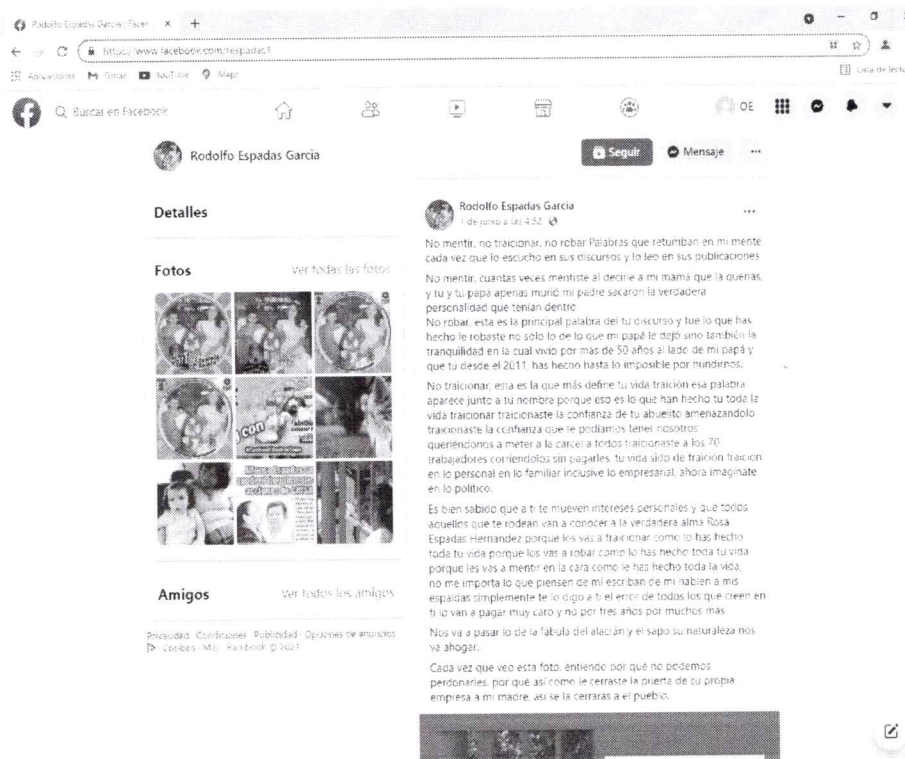 Rodolfo Espadas Garcia | Facel
https://www.facebook.com/respadas1
Aplicaciones Gmail YouTube Maps Lista de lectu
Buscar en Facebook OE
Rodolfo Espadas Garcia Seguir Mensaje
Detalles
Fotos Ver todas las fotos
Amigos Ver todos los amigos
Privacidad · Condiciones · Publicidad · Opciones de anuncios
· Cookies · Más · Facebook © 2021
Rodolfo Espadas Garcia
1 de junio a las 4:52
No mentir, no traicionar, no robar Palabras que retumban en mi mente
cada vez que lo escucho en sus discursos y lo leo en sus publicaciones
No mentir, cuantas veces mentiste al decirle a mi mamá que la querías,
y tu y tu papa apenas murió mi padre sacaron la verdadera
personalidad que tenían dentro
No robar, esta es la principal palabra del tu discurso y fue lo que has
hecho le robaste no sólo lo de lo que mi papá le dejó sino también la
tranquilidad en la cual vivió por más de 50 años al lado de mi papá y
que tu desde el 2011, has hecho hasta lo imposible por hundirnos.
No traicionar, esta es la que más define tu vida traición esa palabra
aparece junto a tu nombre porque eso es lo que han hecho tu toda la
vida traicionar traicionaste la confianza de tu abuelito amenazándolo
traicionaste la confianza que te podíamos tener nosotros
queriéndonos a meter a la carcel a todos traicionaste a los 70
trabajadores corriéndolos sin pagarles, tu vida sido de traición traición
en lo personal en lo familiar inclusive lo empresarial, ahora imagínate
en lo político.
Es bien sabido que a ti te mueven intereses personales y que todos
aquellos que te rodean van a conocer a la verdadera alma Rosa
Espadas Hernandez porque los vas a traicionar como lo has hecho
toda tu vida porque los vas a robar como lo has hecho toda tu vida
porque les vas a mentir en la cara como le has hecho toda la vida,
no me importa lo que piensen de mí escriban de mi hablen a mis
espaldas simplemente te lo digo a ti el error de todos los que creen en
ti lo van a pagar muy caro y no por tres años por muchos más
Nos va a pasar lo de la fábula del alacrán y el sapo su naturaleza nos
va ahogar.
Cada vez que veo esta foto, entiendo por qué no podemos
perdonarles, por qué así como le cerraste la puerta de su propia
empresa a mi madre, así se la cerraras a el pueblo.